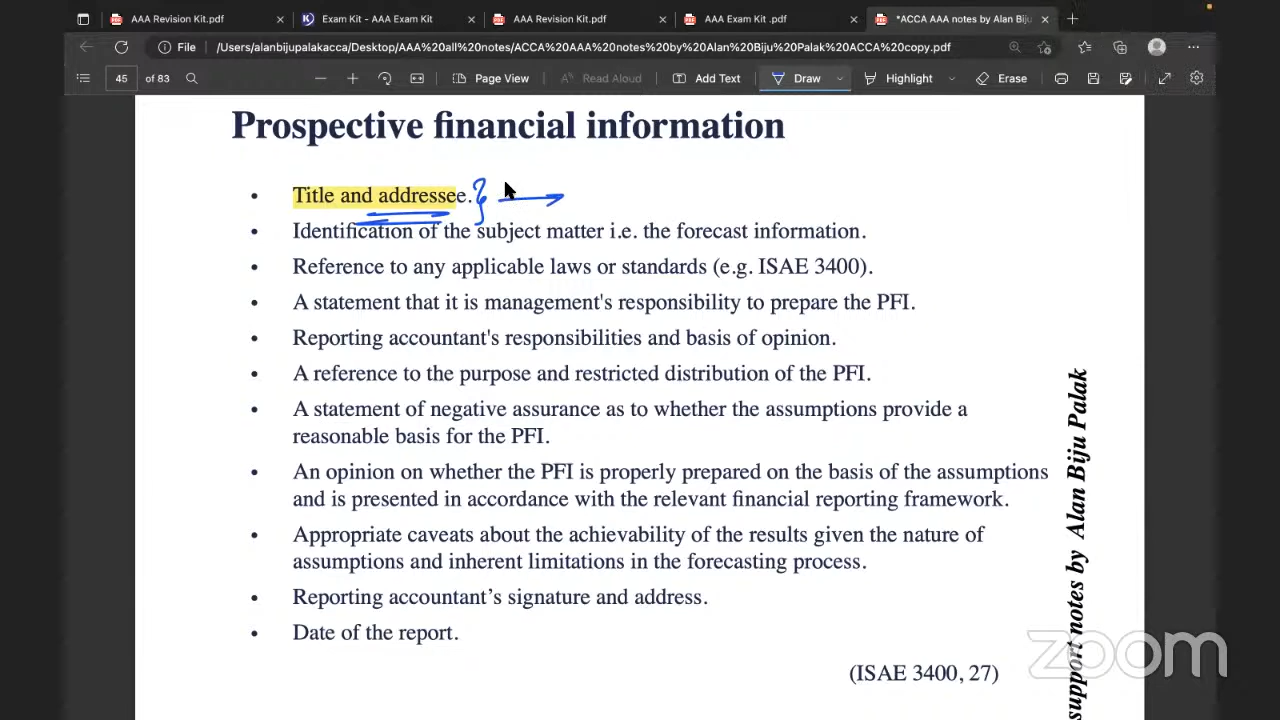 AAA Revision Kit.pdf
Exam Kit - AAA Exam Kit
AAA Revision Kit.pdf
AAA Exam Kit .pdf
*ACCA AAA notes by Alan Biju
File
/Users/alanbijupalakacca/Desktop/AAA%20all%20notes/ACCA%20AAA%20notes%20by%20Alan%20Biju%20Palak%20ACCA%20copy.pdf
45 of 83
Page View
Read Aloud
Add Text
Draw
Highlight
Erase
Prospective financial information
• Title and addressee.
• Identification of the subject matter i.e. the forecast information.
• Reference to any applicable laws or standards (e.g. ISAE 3400).
• A statement that it is management's responsibility to prepare the PFI.
• Reporting accountant's responsibilities and basis of opinion.
• A reference to the purpose and restricted distribution of the PFI.
• A statement of negative assurance as to whether the assumptions provide a
reasonable basis for the PFI.
• An opinion on whether the PFI is properly prepared on the basis of the assumptions
and is presented in accordance with the relevant financial reporting framework.
• Appropriate caveats about the achievability of the results given the nature of
assumptions and inherent limitations in the forecasting process.
• Reporting accountant’s signature and address.
• Date of the report.
(ISAE 3400, 27)
support notes by Alan Biju Palak
zoom